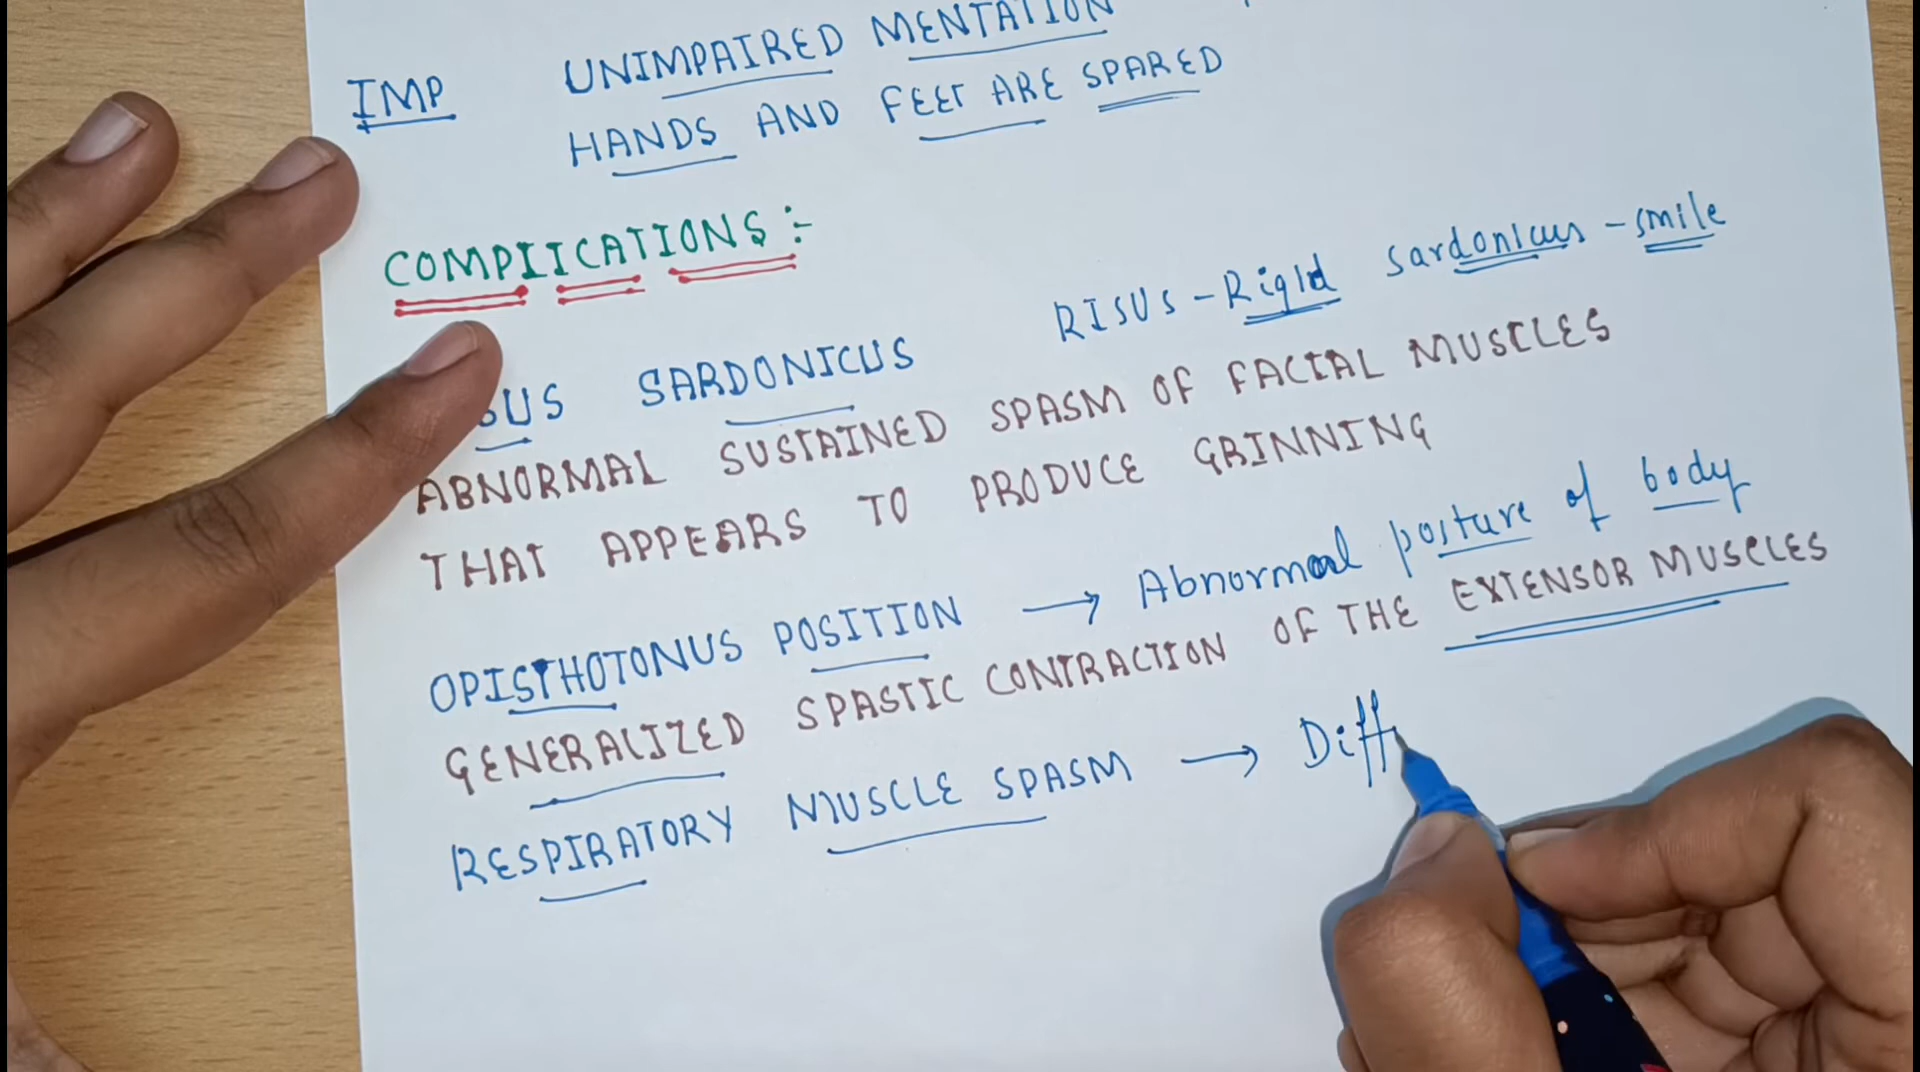 IMP UNIMPAIRED MENTATION
HANDS AND FEET ARE SPARED
COMPIICATIONS :-
SUS SARDONICUS RISUS - Rigid sardonicus - smile
ABNORMAL SUSTAINED SPASM OF FACIAL MUSCLES
THAT APPEARS TO PRODUCE GRINNING
OPISTHOTONUS POSITION → Abnormal posture of body
GENERALIZED SPASTIC CONTRACTION OF THE EXTENSOR MUSCLES
RESPIRATORY MUSCLE SPASM → Diff